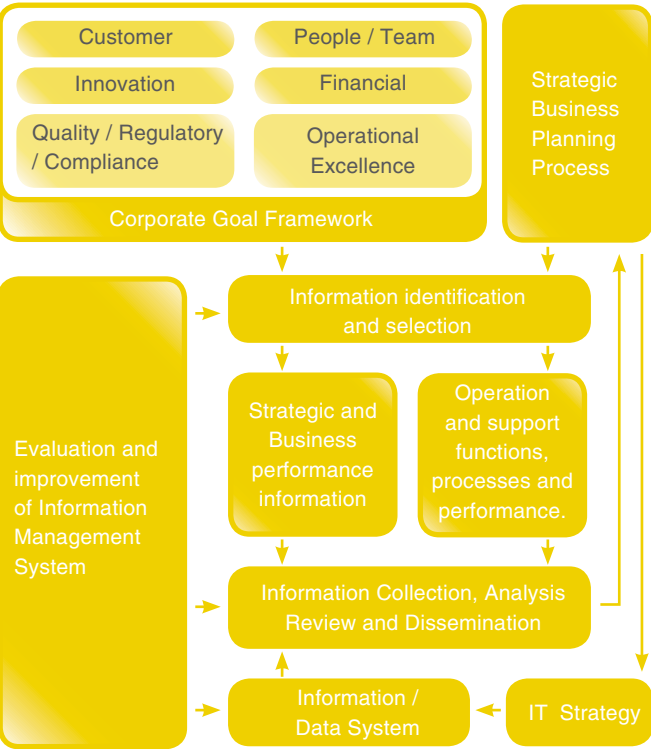 Customer
People / Team
Innovation
Financial
Quality / Regulatory
/ Compliance
Operational
Excellence
Corporate Goal Framework
Strategic
Business
Planning
Process
Information identification
and selection
Strategic and
Business
performance
information
Operation
and support
functions,
processes and
performance.
Evaluation and
improvement
of Information
Management
System
Information Collection, Analysis
Review and Dissemination
Information /
Data System
IT Strategy